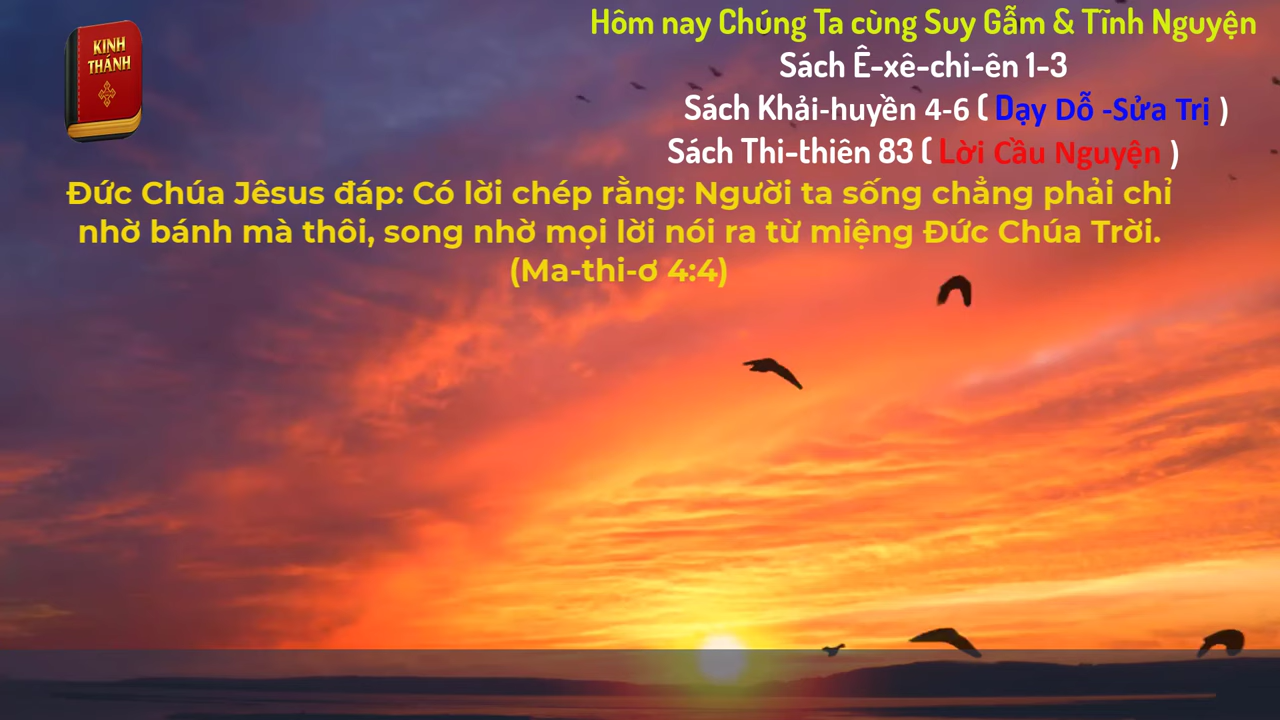 KINH
THÁNH
Hôm nay Chúng Ta cùng Suy Gẫm & Tĩnh Nguyện
Sách Ê-xê-chi-ên 1-3
Sách Khải-huyền 4-6 ( Dạy Dỗ -Sửa Trị )
Sách Thi-thiên 83 ( Lời Cầu Nguyện )
Đức Chúa Jêsus đáp: Có lời chép rằng: Người ta sống chẳng phải chỉ
nhờ bánh mà thôi, song nhờ mọi lời nói ra từ miệng Đức Chúa Trời.
(Ma-thi-ơ 4:4)